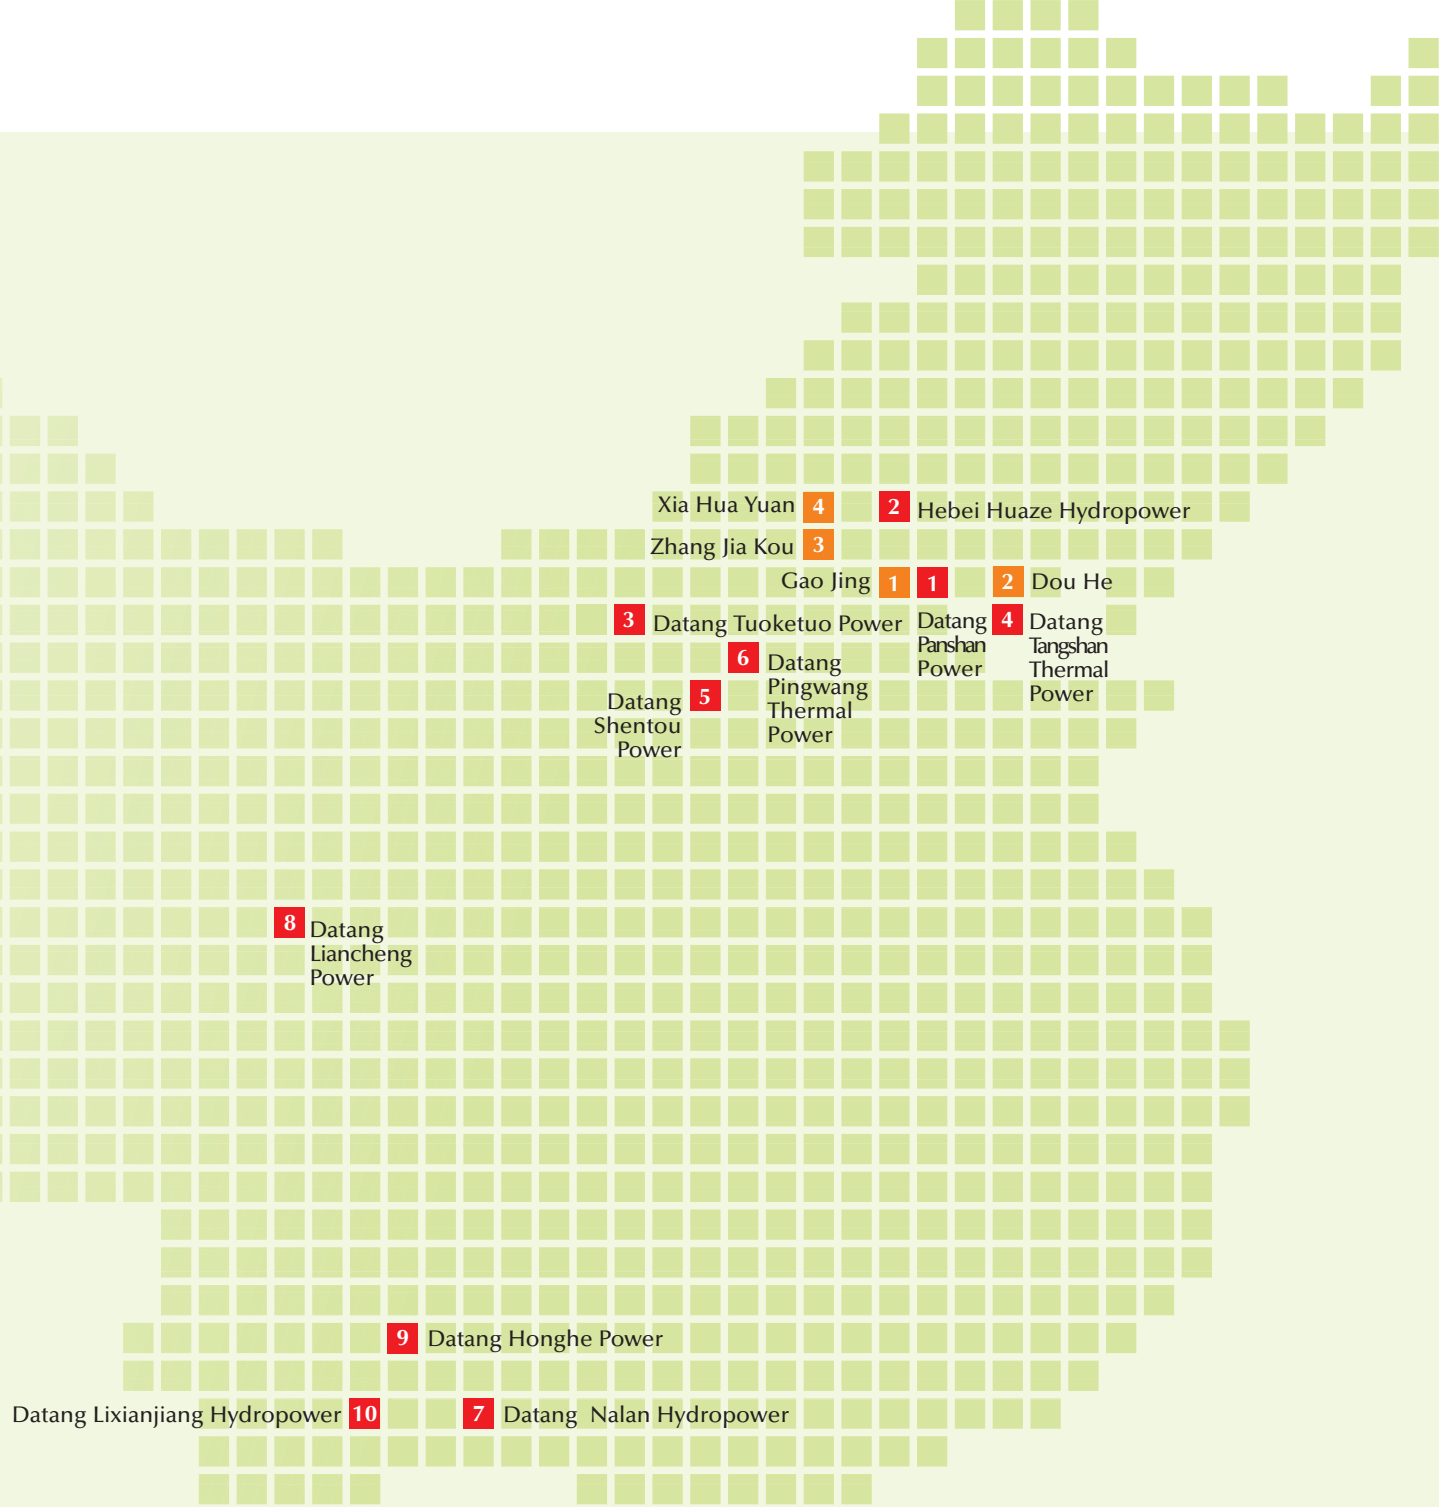 Xia Hua Yuan 4
2 Hebei Huaze Hydropower
Zhang Jia Kou 3
Gao Jing 1
1
2 Dou He
3 Datang Tuoketuo Power
Datang
Panshan
Power
4 Datang
Tangshan
Thermal
Power
6 Datang
Pingwang
Thermal
Power
Datang 5
Shentou
Power
8 Datang
Liancheng
Power
9 Datang Honghe Power
Datang Lixianjiang Hydropower 10
7 Datang Nalan Hydropower